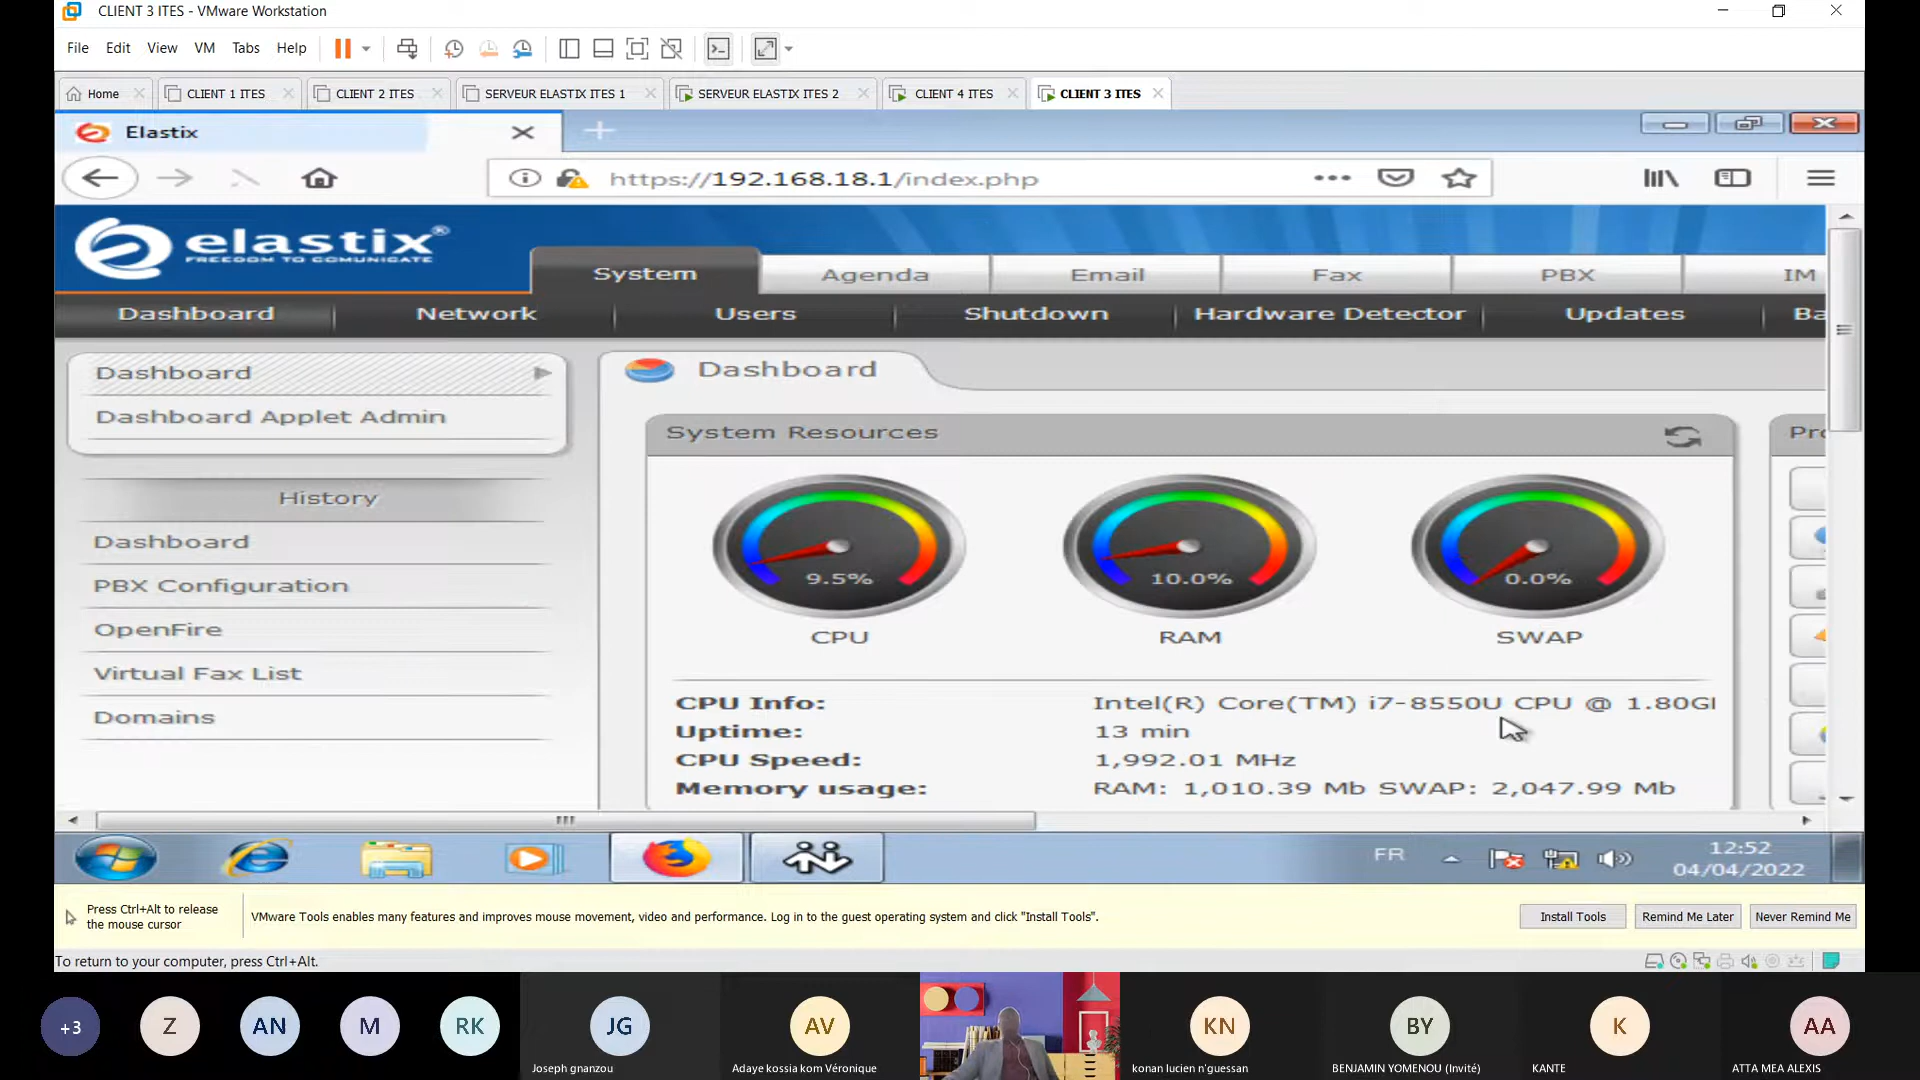 CLIENT 3 ITES - VMware Workstation
File Edit View VM Tabs Help
Home CLIENT 1 ITES CLIENT 2 ITES SERVEUR ELASTIX ITES 1 SERVEUR ELASTIX ITES 2 CLIENT 4 ITES CLIENT 3 ITES
Elastix
https://192.168.18.1/index.php
elastix®
FREEDOM TO COMUNICATE
System Agenda Email Fax PBX IM
Dashboard Network Users Shutdown Hardware Detector Updates Ba
Dashboard
Dashboard Applet Admin
History
Dashboard
PBX Configuration
OpenFire
Virtual Fax List
Domains
Dashboard
System Resources
9.5% 10.0% 0.0%
CPU RAM SWAP
CPU Info: Intel(R) Core(TM) i7-8550U CPU @ 1.80G
Uptime: 13 min
CPU Speed: 1,992.01 MHz
Memory usage: RAM: 1,010.39 Mb SWAP: 2,047.99 Mb
FR
12:52
04/04/2022
Press Ctrl+Alt to release
the mouse cursor
VMware Tools enables many features and improves mouse movement, video and performance. Log in to the guest operating system and click "Install Tools".
Install Tools Remind Me Later Never Remind Me
To return to your computer, press Ctrl+Alt.
+3 Z AN M RK JG AV KN BY K AA
Joseph gnanzou Adaye kossia kom Véronique konan lucien n'guessan BENJAMIN YOMENOU (Invité) KANTE ATTA MEA ALEXIS